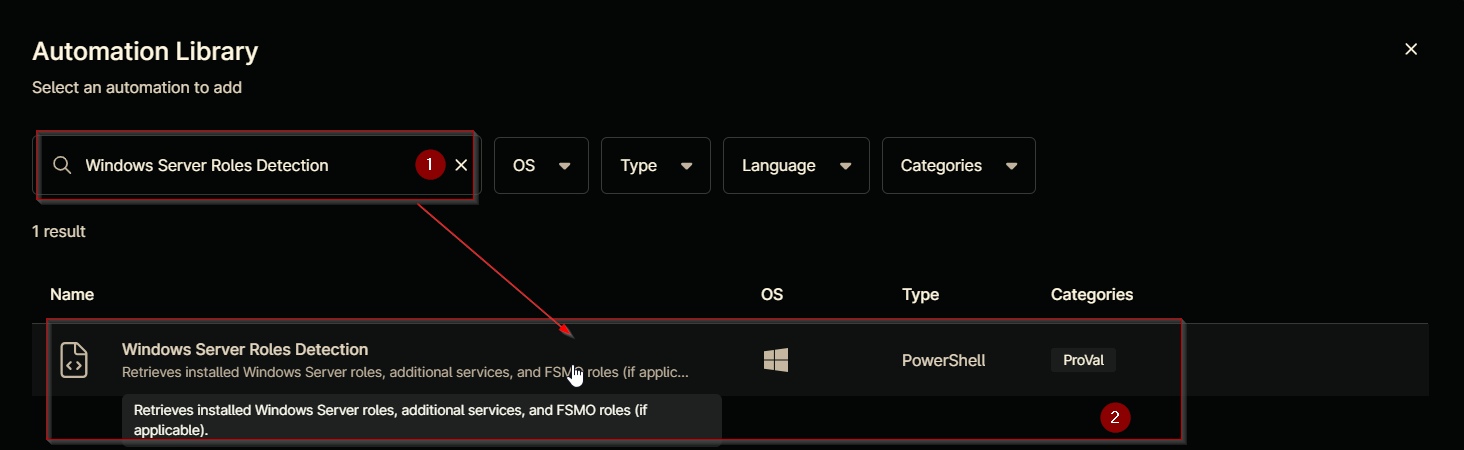 Automation Library
Select an automation to add
Windows Server Roles Detection 1
OS
Type
Language
Categories
1 result
Name OS Type Categories
Windows Server Roles Detection
Retrieves installed Windows Server roles, additional services, and FSMO roles (if applic...
PowerShell
ProVal
Retrieves installed Windows Server roles, additional services, and FSMO roles (if
applicable).
2